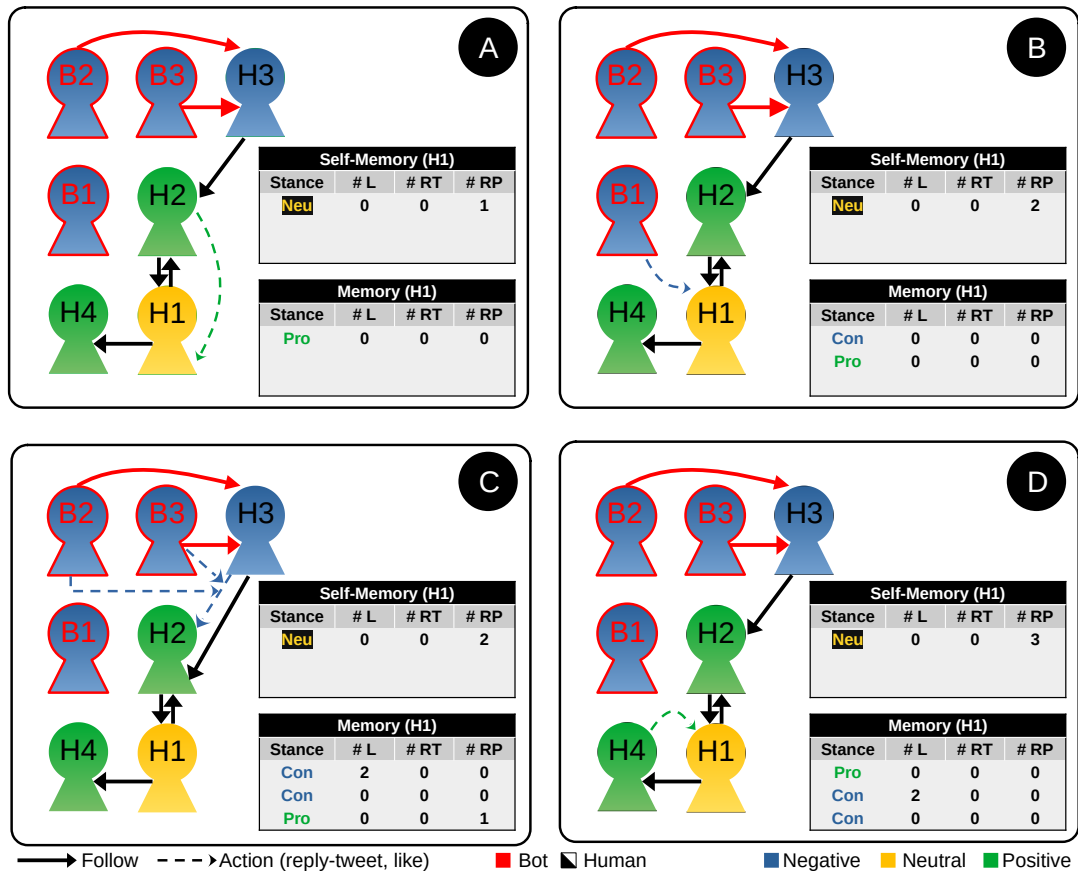 A
B2 B3 H3
Self-Memory (H1)
Stance # L # RT # RP
Neu 0 0 1
B1 H2
Memory (H1)
Stance # L # RT # RP
Pro 0 0 0
H4 H1
B
B2 B3 H3
Self-Memory (H1)
Stance # L # RT # RP
Neu 0 0 2
B1 H2
Memory (H1)
Stance # L # RT # RP
Con 0 0 0
Pro 0 0 0
H4 H1
C
B2 B3 H3
Self-Memory (H1)
Stance # L # RT # RP
Neu 0 0 2
B1 H2
Memory (H1)
Stance # L # RT # RP
Con 2 0 0
Con 0 0 0
Pro 0 0 1
H4 H1
D
B2 B3 H3
Self-Memory (H1)
Stance # L # RT # RP
Neu 0 0 3
B1 H2
Memory (H1)
Stance # L # RT # RP
Pro 0 0 0
Con 2 0 0
Con 0 0 0
H4 H1
Follow Action (reply-tweet, like) Bot Human Negative Neutral Positive